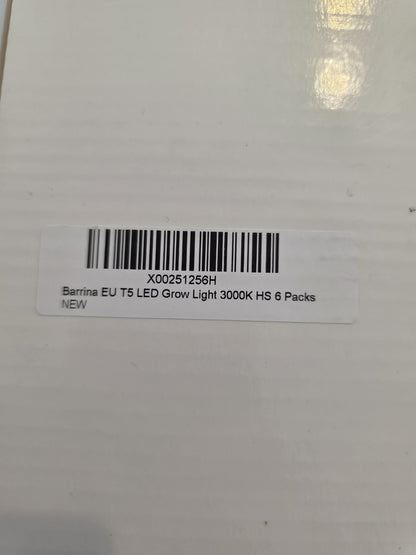 X00251256H
Barrina EU T5 LED Grow Light 3000K HS 6 Packs
NEW